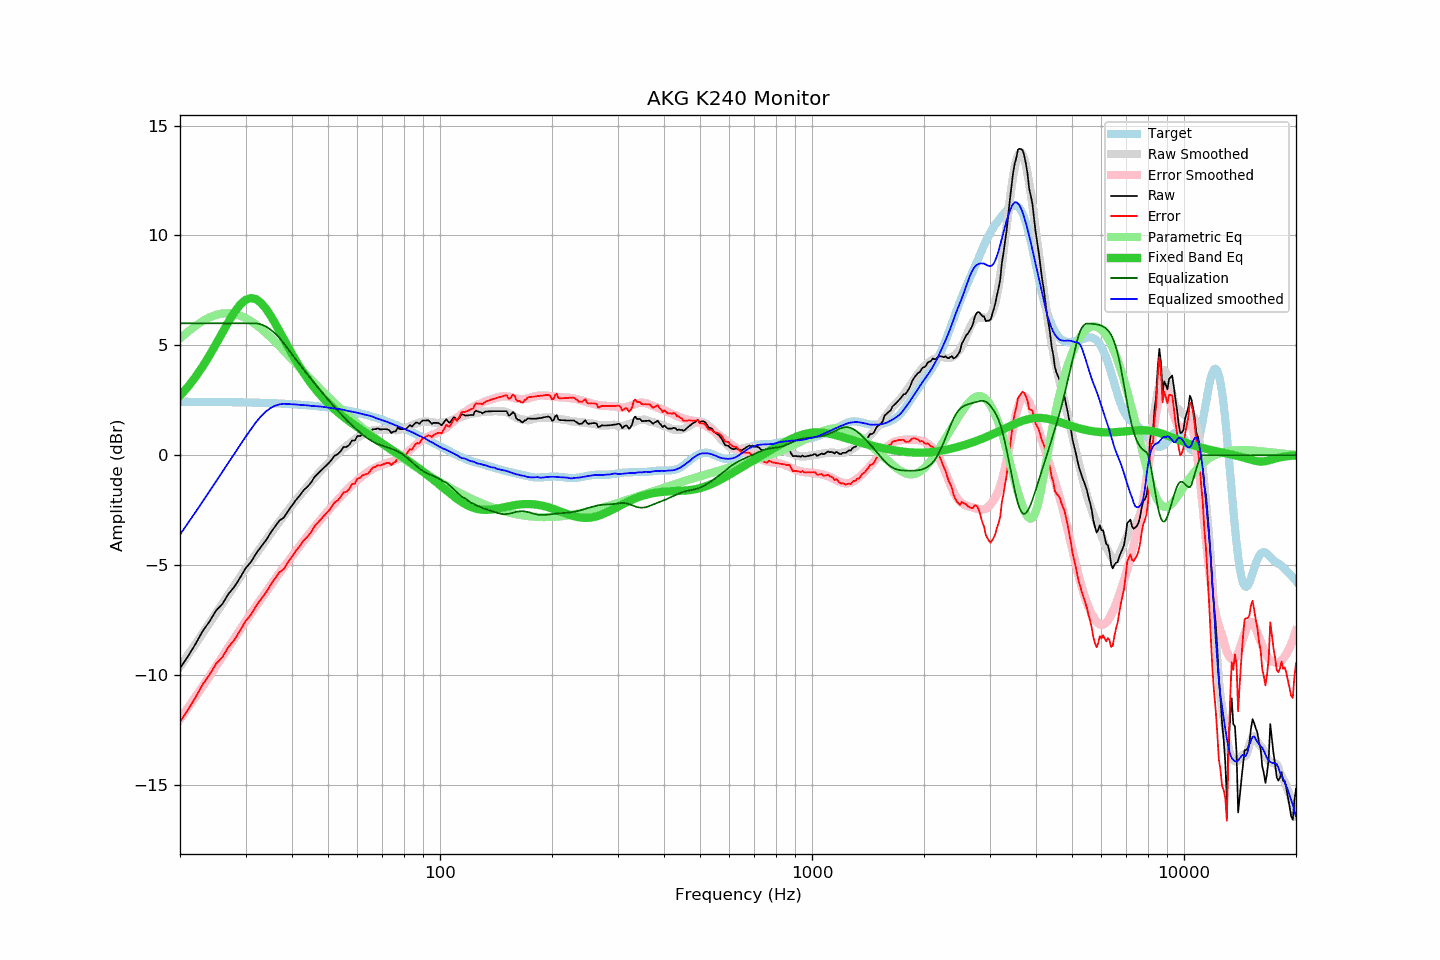 AKG K240 Monitor
15
10
5
0
−5
−10
−15
Amplitude (dBr)
Target
Raw Smoothed
Error Smoothed
Raw
Error
Parametric Eq
Fixed Band Eq
Equalization
Equalized smoothed
100
1000
10000
Frequency (Hz)